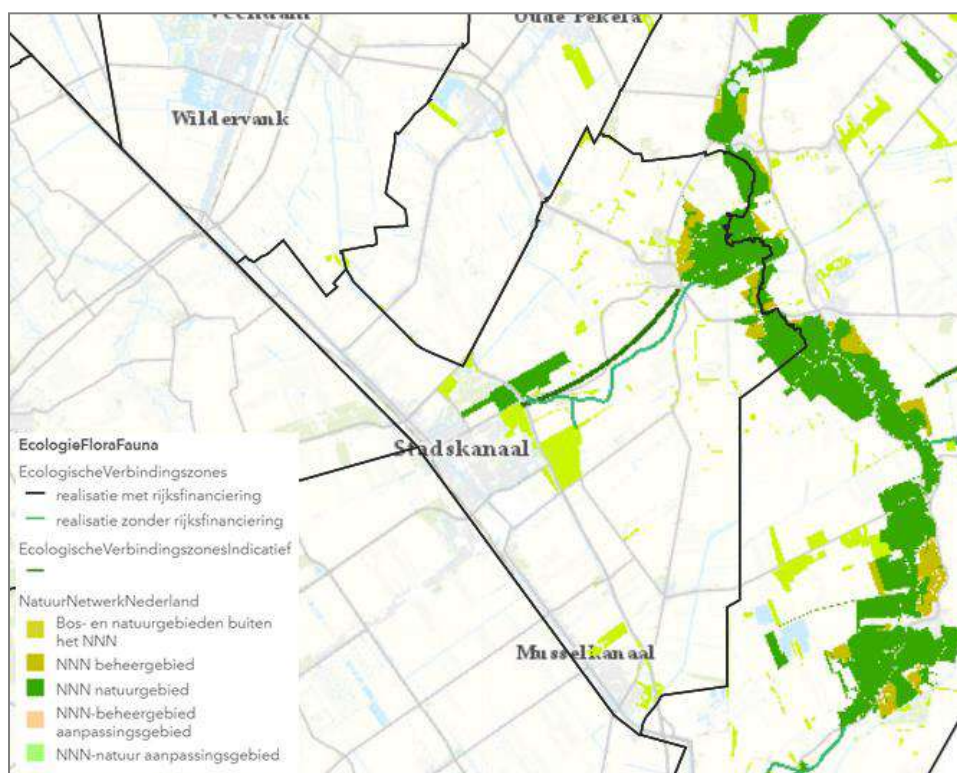 Veendam
Oude Pekela
Wildervank
Stadskanaal
Musselkanaal
EcologieFloraFauna
EcologischeVerbindingszones
realisatie met rijksfinanciering
realisatie zonder rijksfinanciering
EcologischeVerbindingszonesIndicatief
NatuurNetwerkNederland
Bos- en natuurgebieden buiten
het NNN
NNN beheergebied
NNN natuurgebied
NNN-beheergebied
aanpassingsgebied
NNN-natuur aanpassingsgebied